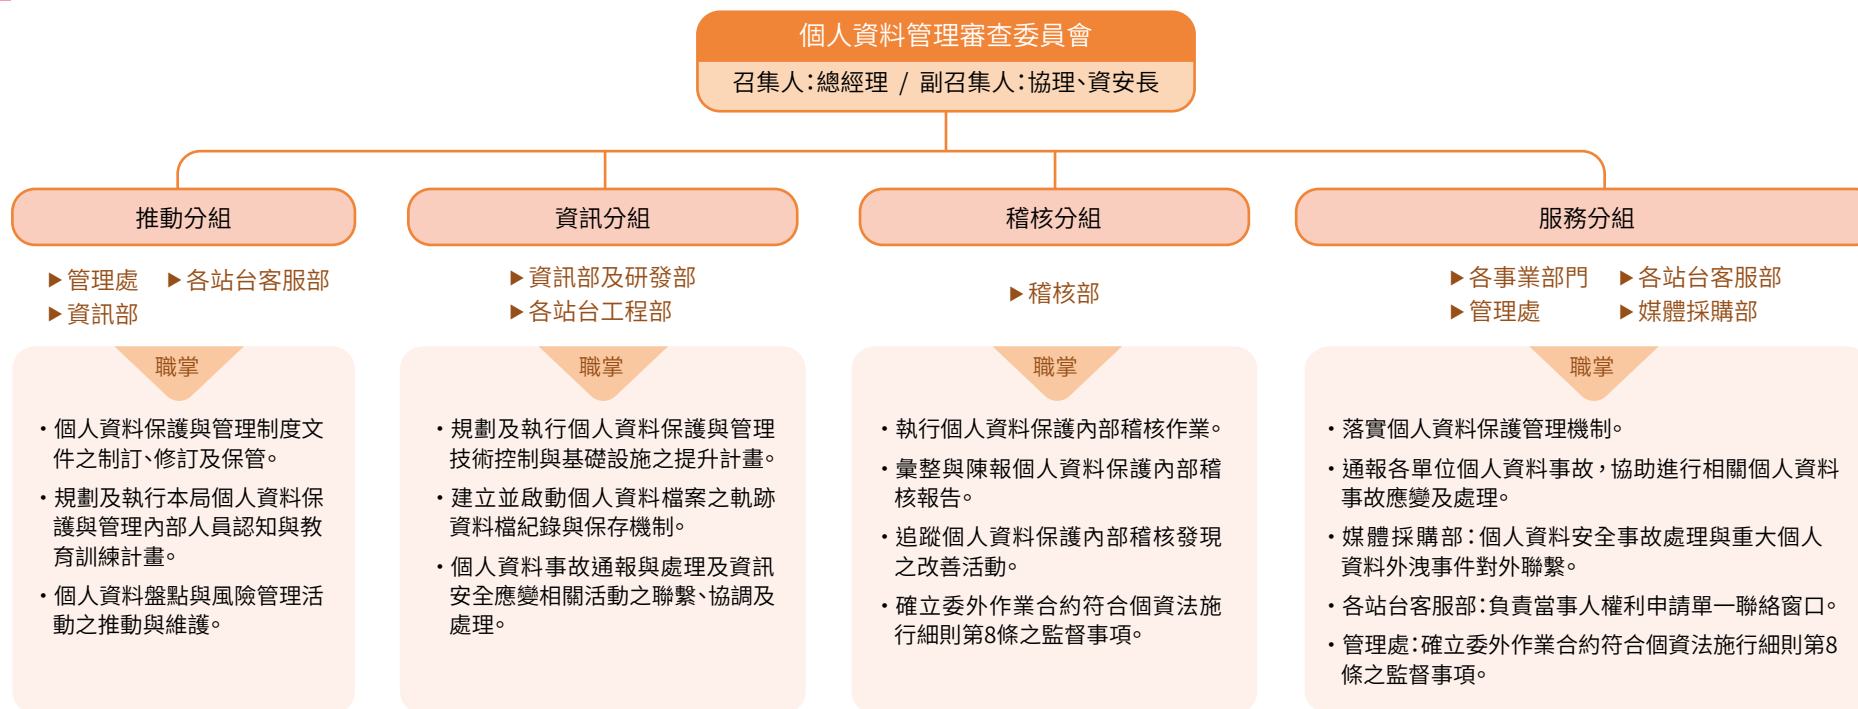 個人資料管理審查委員會
召集人：總經理 / 副召集人：協理、資安長
推動分組
▶管理處 ▶各站台客服部
▶資訊部
職掌
・個人資料保護與管理制度文
件之制訂、修訂及保管。
・規劃及執行本局個人資料保
護與管理內部人員認知與教
育訓練計畫。
・個人資料盤點與風險管理活
動之推動與維護。
資訊分組
▶資訊部及研發部
▶各站台工程部
職掌
・規劃及執行個人資料保護與管理
技術控制與基礎設施之提升計畫。
・建立並啟動個人資料檔案之軌跡
資料檔紀錄與保存機制。
・個人資料事故通報與處理及資訊
安全應變相關活動之聯繫、協調及
處理。
稽核分組
▶稽核部
職掌
・執行個人資料保護內部稽核作業。
・彙整與陳報個人資料保護內部稽
核報告。
・追蹤個人資料保護內部稽核發現
之改善活動。
・確立委外作業合約符合個資法施
行細則第8條之監督事項。
服務分組
▶各事業部門 ▶各站台客服部
▶管理處 ▶媒體採購部
職掌
・落實個人資料保護管理機制。
・通報各單位個人資料事故，協助進行相關個人資料
事故應變及處理。
・媒體採購部：個人資料安全事故處理與重大個人
資料外洩事件對外聯繫。
・各站台客服部：負責當事人權利申請單一聯絡窗口。
・管理處：確立委外作業合約符合個資法施行細則第8
條之監督事項。